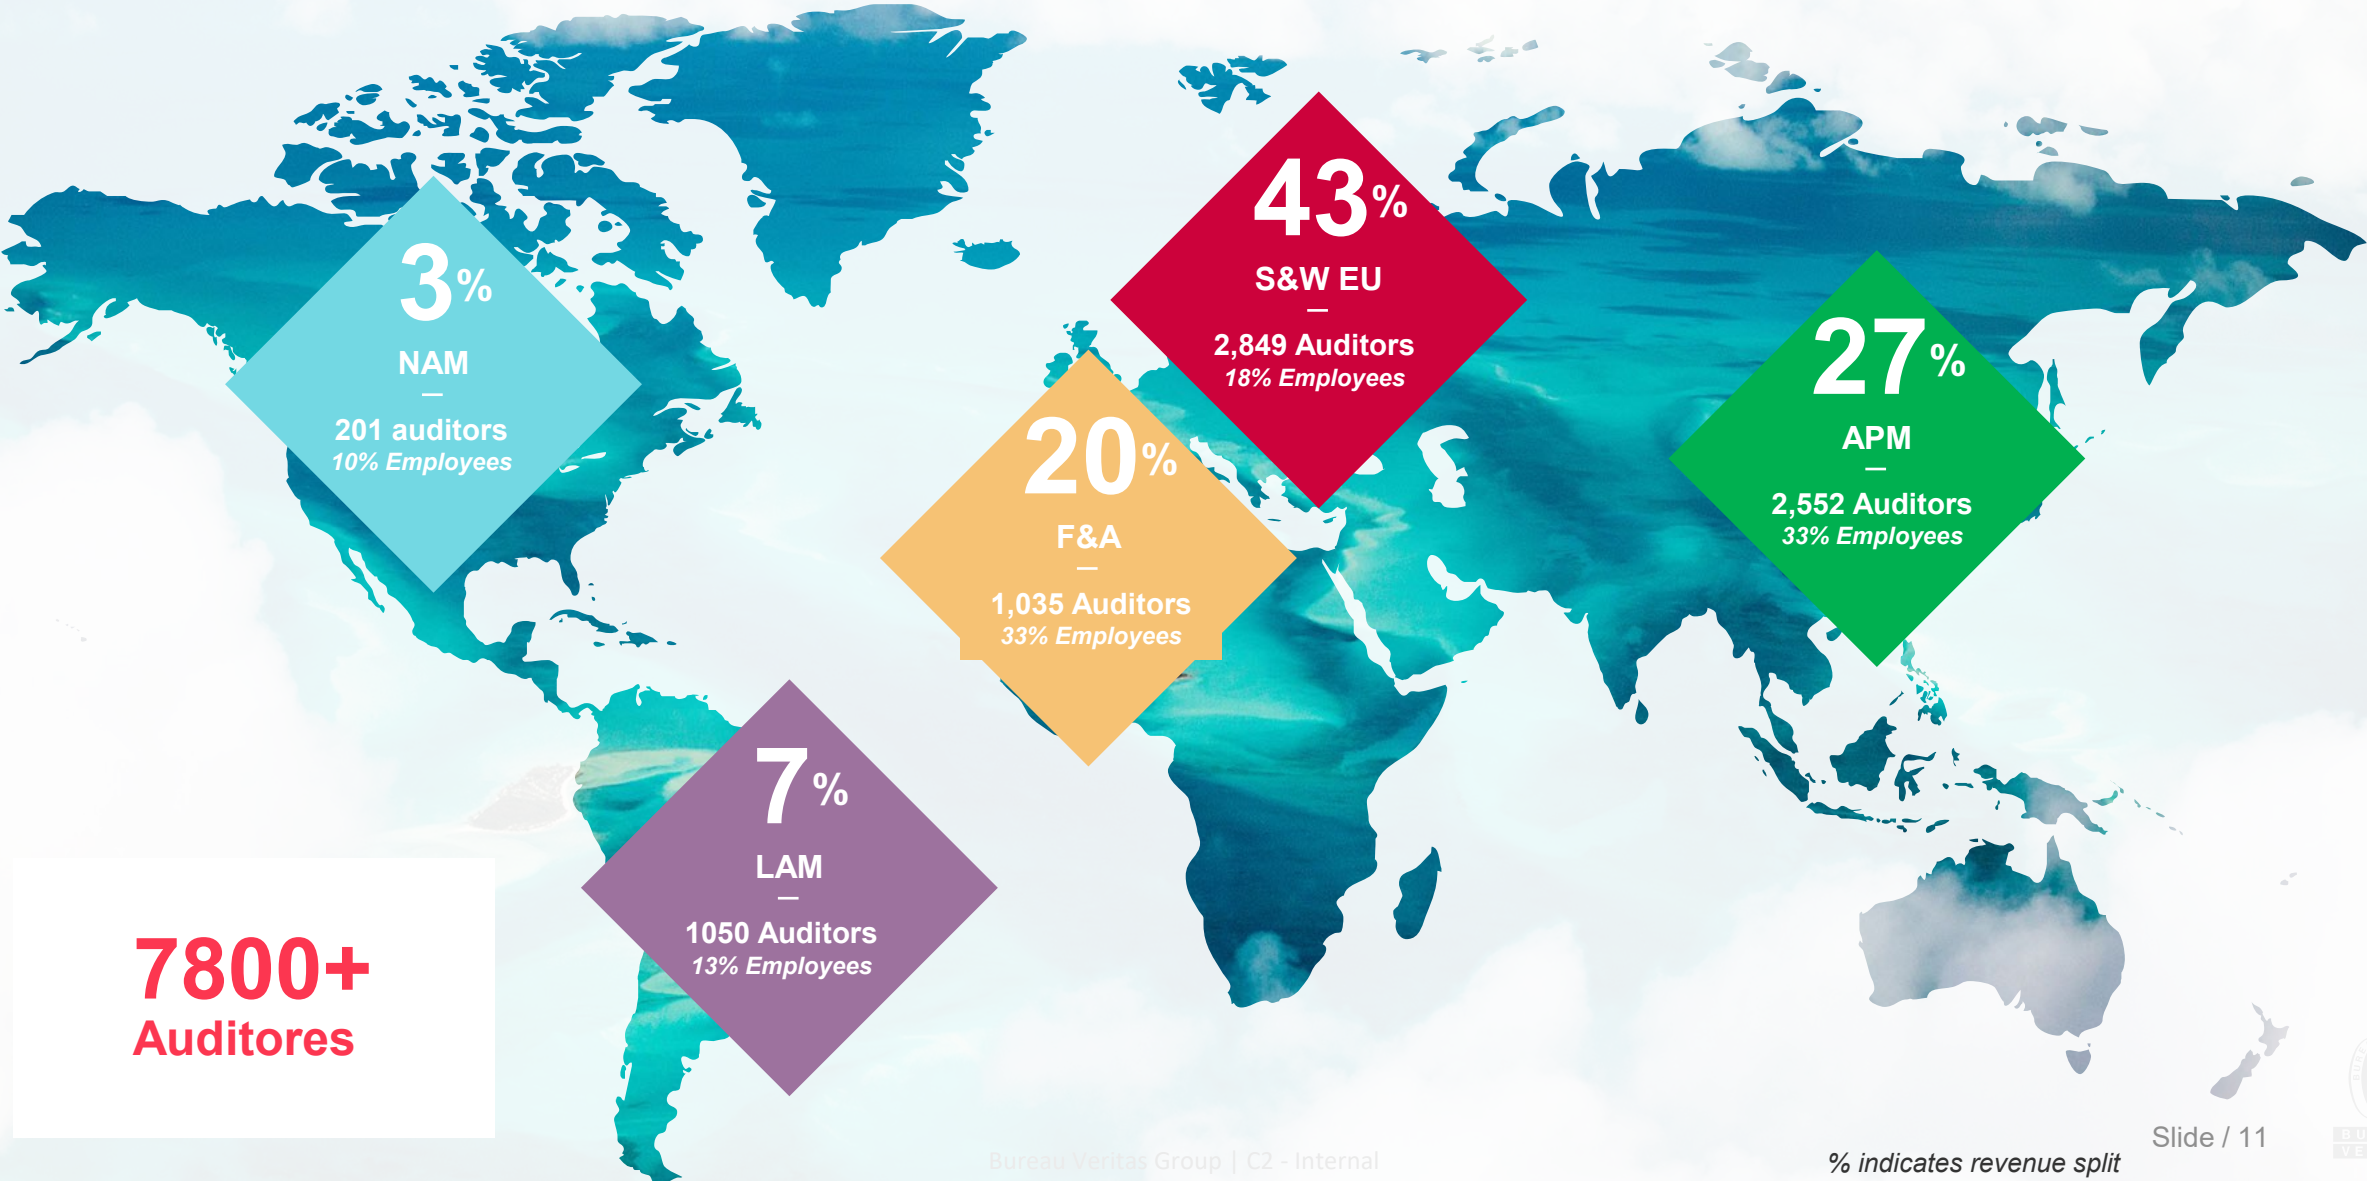 43%
S&W EU
2,849 Auditors
18% Employees
3%
NAM
201 auditors
10% Employees
27%
APM
2,552 Auditors
33% Employees
20%
F&A
1,035 Auditors
33% Employees
7%
LAM
1050 Auditors
13% Employees
7800+
Auditores
Bureau Veritas Group | C2 - Internal
Slide / 11
% indicates revenue split